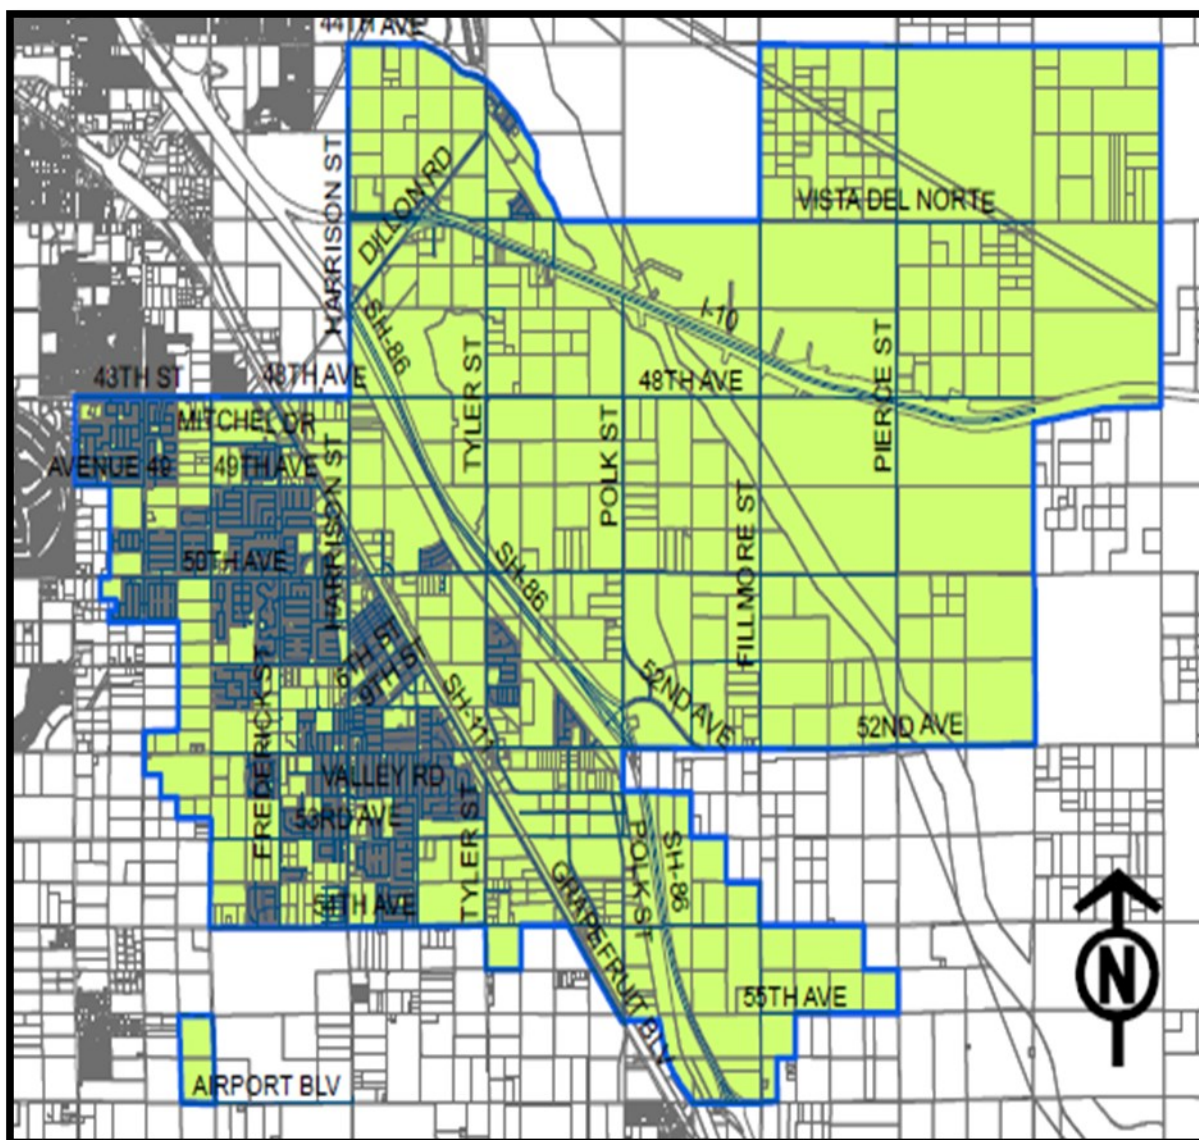 44TH AVE
HARRISON ST
DILLON RD
VISTA DEL NORTE
SH-86
I-10
TYLER ST
PIERCE ST
43TH ST
48TH AVE
48TH AVE
MITCHEL DR
POLK ST
AVENUE 49
49TH AVE
HARRISON ST
FILLMORE ST
50TH AVE
SH-86
6TH ST
9TH ST
52ND AVE
FREDERICK ST
SH-111
52ND AVE
VALLEY RD
TYLER ST
53RD AVE
POLK ST
SH-86
54TH AVE
GRAPEFRUIT BLV
N
55TH AVE
AIRPORT BLV